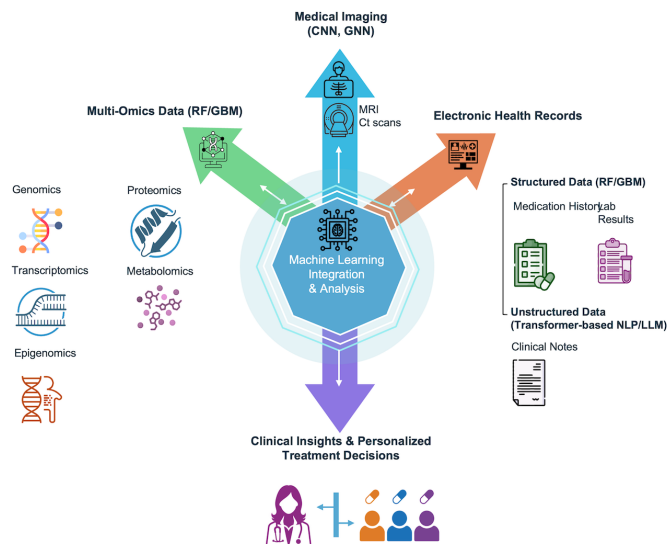 Medical Imaging
(CNN, GNN)
MRI
Ct scans
Multi-Omics Data (RF/GBM)
Genomics
Proteomics
Transcriptomics
Metabolomics
Epigenomics
Electronic Health Records
Structured Data (RF/GBM)
Medication History
Lab
Results
Unstructured Data
(Transformer-based NLP/LLM)
Clinical Notes
Machine Learning
Integration
& Analysis
Clinical Insights & Personalized
Treatment Decisions